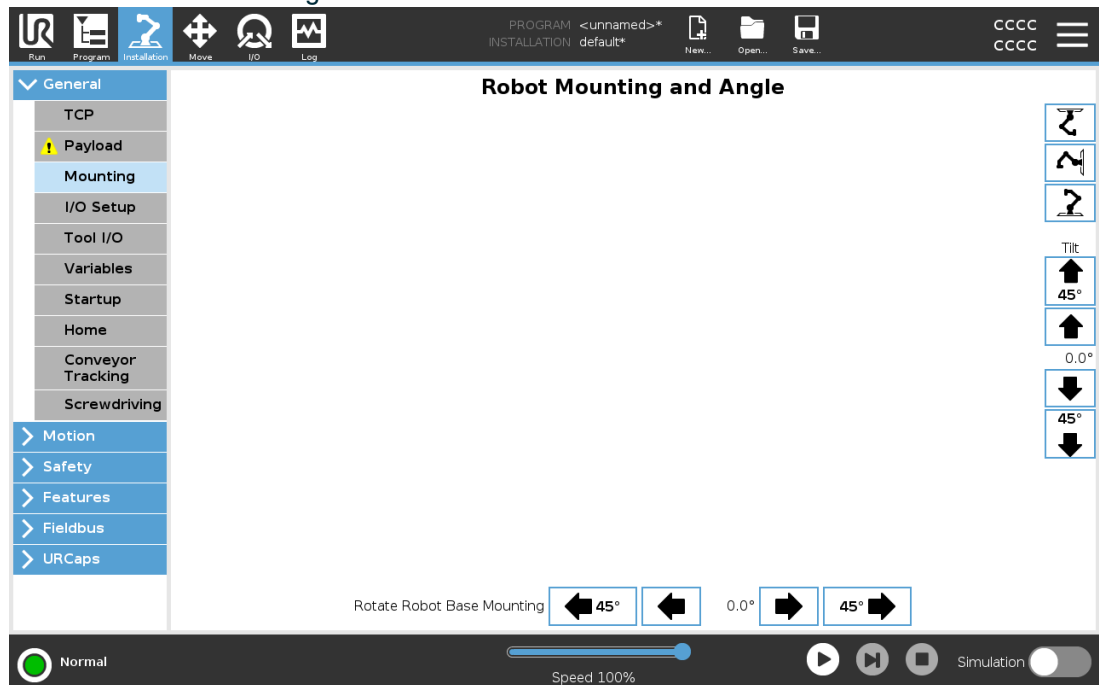 PROGRAM <unnamed>*
INSTALLATION default*
cccc
cccc
Run
Program
Installation
Move
I/O
Log
New...
Open...
Save...
General
TCP
Payload
Mounting
I/O Setup
Tool I/O
Variables
Startup
Home
Conveyor
Tracking
Screwdriving
Motion
Safety
Features
Fieldbus
URCaps
Robot Mounting and Angle
Tilt
45°
0.0°
45°
Rotate Robot Base Mounting
45°
0.0°
45°
Normal
Speed 100%
Simulation